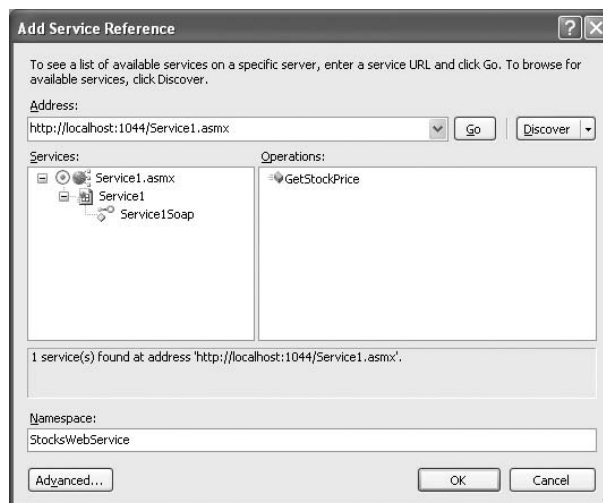 Add Service Reference
To see a list of available services on a specific server, enter a service URL and click Go. To browse for
available services, click Discover.
Address:
http://localhost:1044/Service1.asmx
Go
Discover
Services:
Operations:
Service1.asmx
Service1
Service1Soap
GetStockPrice
1 service(s) found at address 'http://localhost:1044/Service1.asmx'.
Namespace:
StocksWebService
Advanced...
OK
Cancel